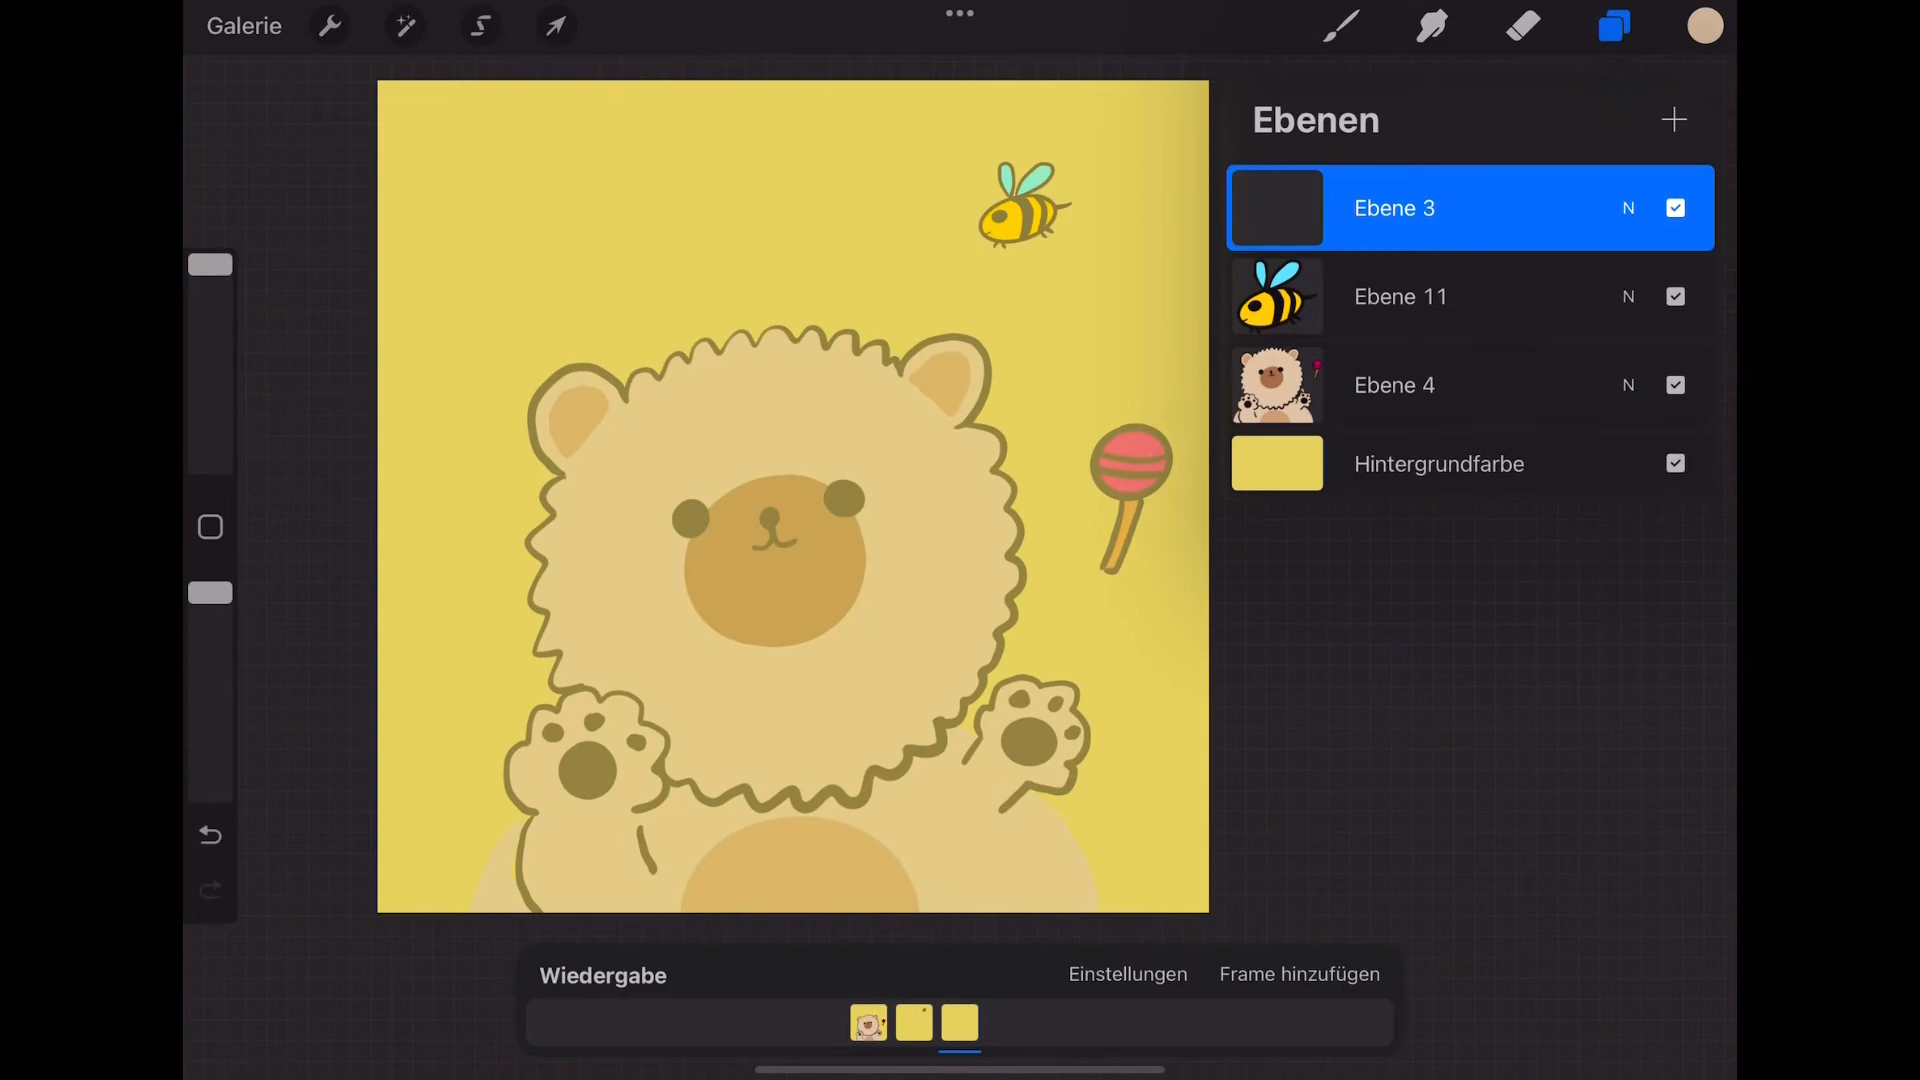 Galerie
Ebenen
Ebene 3 N
Ebene 11 N
Ebene 4 N
Hintergrundfarbe
Wiedergabe Einstellungen Frame hinzufügen